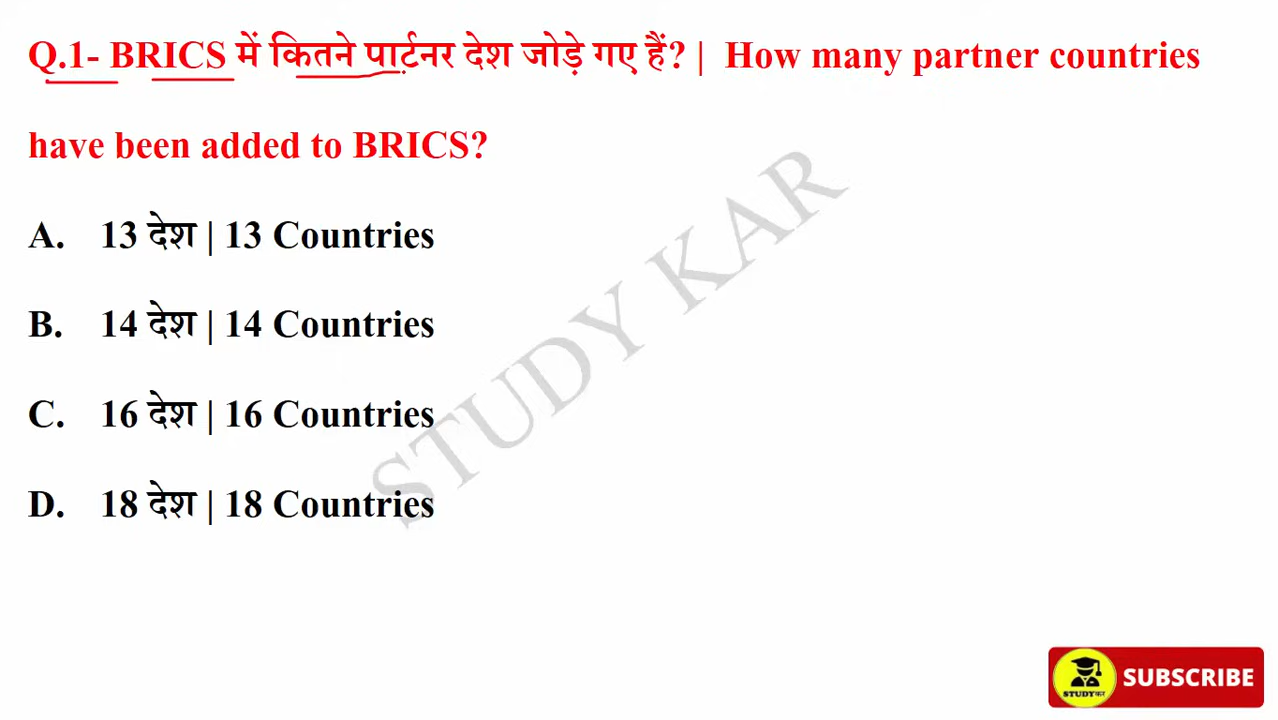 Q.1- BRICS में कितने पार्टनर देश जोड़े गए हैं? | How many partner countries
have been added to BRICS?
A. 13 देश | 13 Countries
B. 14 देश | 14 Countries
C. 16 देश | 16 Countries
D. 18 देश | 18 Countries
STUDY KAR
STUDYकर
SUBSCRIBE